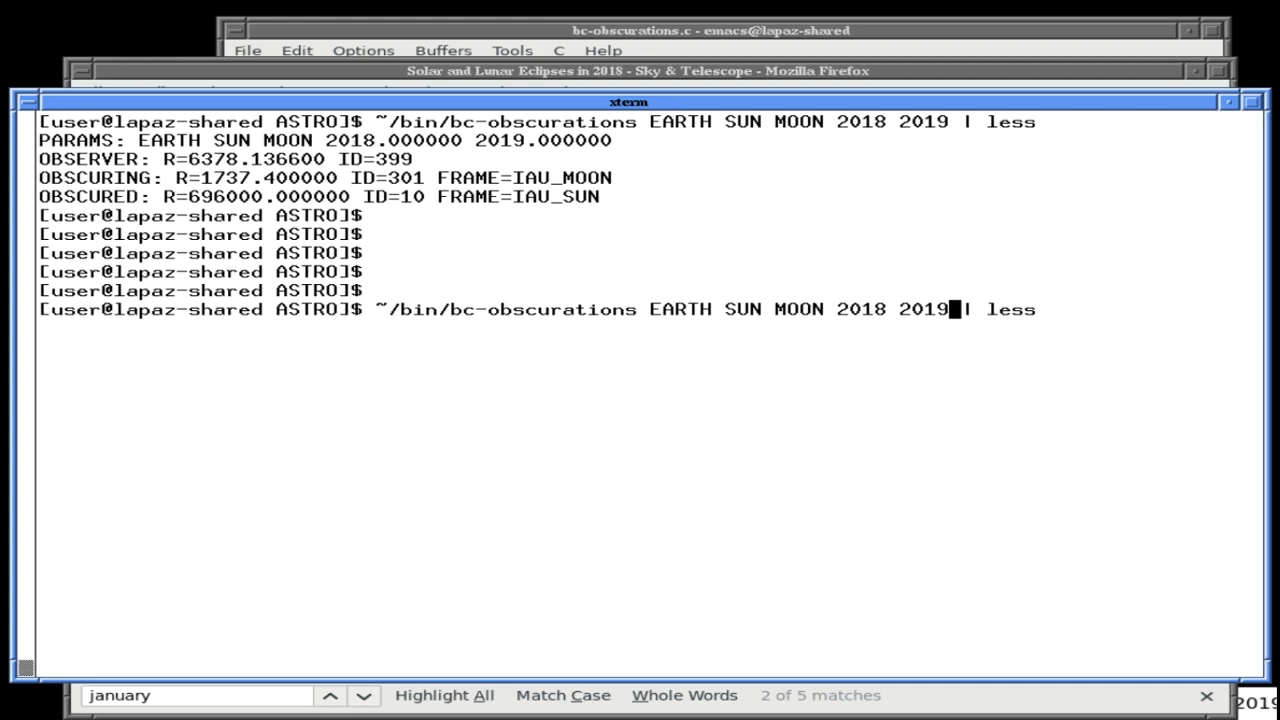 bc-obscurations.c - emacs@lapaz-shared
File Edit Options Buffers Tools C Help
Solar and Lunar Eclipses in 2018 - Sky & Telescope - Mozilla Firefox
xterm
[user@lapaz-shared ASTRO]$ ~/bin/bc-obscurations EARTH SUN MOON 2018 2019 | less
PARAMS: EARTH SUN MOON 2018.000000 2019.000000
OBSERVER: R=6378.136600 ID=399
OBSCURING: R=1737.400000 ID=301 FRAME=IAU_MOON
OBSCURED: R=696000.000000 ID=10 FRAME=IAU_SUN
[user@lapaz-shared ASTRO]$
[user@lapaz-shared ASTRO]$
[user@lapaz-shared ASTRO]$
[user@lapaz-shared ASTRO]$
[user@lapaz-shared ASTRO]$
[user@lapaz-shared ASTRO]$ ~/bin/bc-obscurations EARTH SUN MOON 2018 2019 | less
january Highlight All Match Case Whole Words 2 of 5 matches
2019